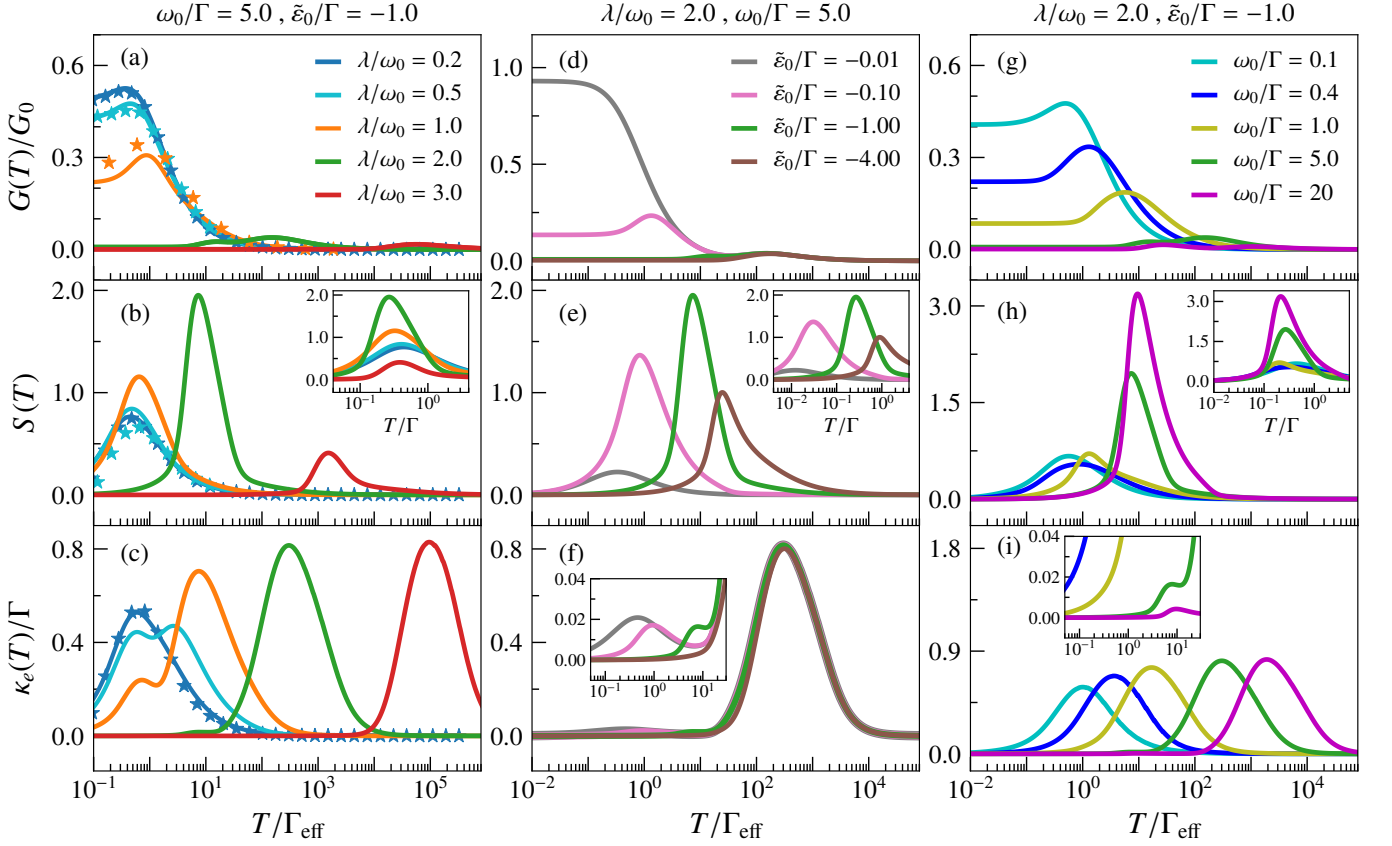 ω₀/Γ = 5.0 , ε̃₀/Γ = −1.0
λ/ω₀ = 2.0 , ω₀/Γ = 5.0
λ/ω₀ = 2.0 , ε̃₀/Γ = −1.0
(a)
λ/ω₀ = 0.2
λ/ω₀ = 0.5
λ/ω₀ = 1.0
λ/ω₀ = 2.0
λ/ω₀ = 3.0
0.6
0.3
0.0
G(T)/G₀
(d)
ε̃₀/Γ = −0.01
ε̃₀/Γ = −0.10
ε̃₀/Γ = −1.00
ε̃₀/Γ = −4.00
1.0
0.5
0.0
(g)
ω₀/Γ = 0.1
ω₀/Γ = 0.4
ω₀/Γ = 1.0
ω₀/Γ = 5.0
ω₀/Γ = 20
0.6
0.3
0.0
(b)
2.0
1.0
0.0
S(T)
2.0
1.0
0.0
10⁻¹ 10⁰
T/Γ
(e)
2.0
1.0
0.0
2.0
1.0
0.0
10⁻² 10⁻¹ 10⁰
T/Γ
(h)
3.0
1.5
0.0
3.0
1.5
0.0
10⁻² 10⁻¹ 10⁰
T/Γ
(c)
0.8
0.4
0.0
κₑ(T)/Γ
10⁻¹ 10¹ 10³ 10⁵
T/Γeff
(f)
0.8
0.4
0.0
0.04
0.02
0.00
10⁻¹ 10⁰ 10¹
10⁻² 10⁰ 10² 10⁴
T/Γeff
(i)
1.8
0.9
0.0
0.04
0.02
0.00
10⁻¹ 10⁰ 10¹
10⁻² 10⁰ 10² 10⁴
T/Γeff